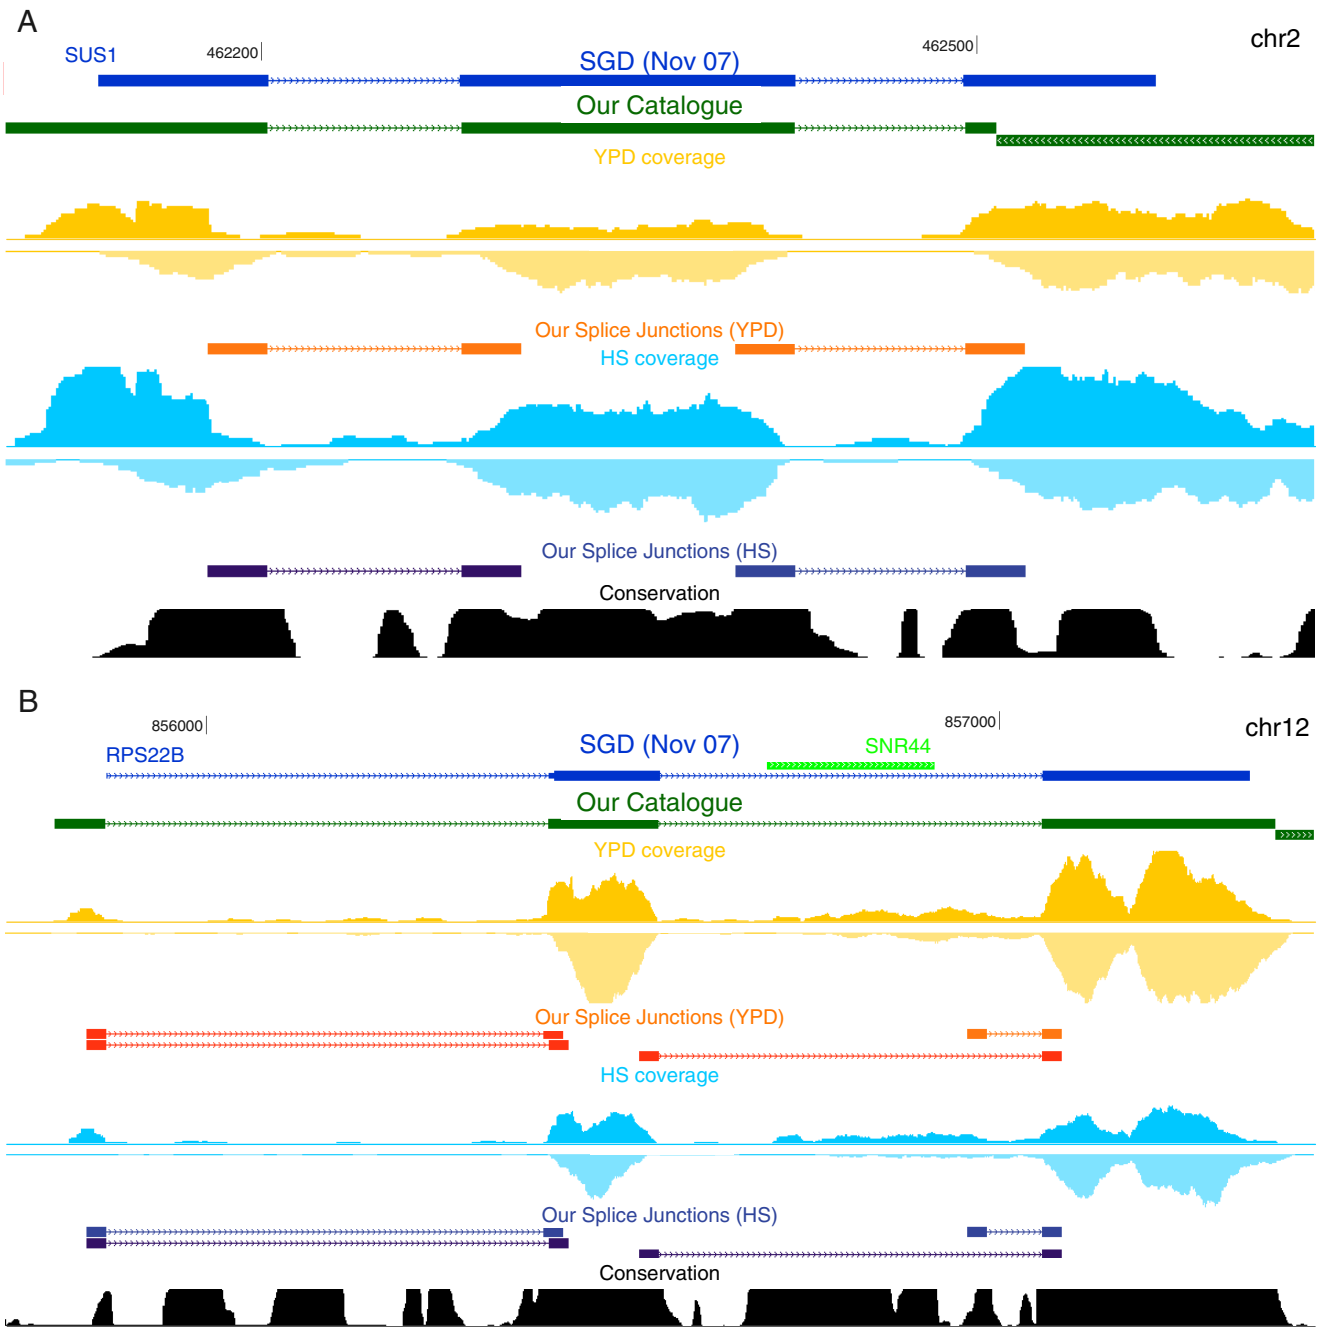 A
SUS1
462200
SGD (Nov 07)
462500
chr2
Our Catalogue
YPD coverage
Our Splice Junctions (YPD)
HS coverage
Our Splice Junctions (HS)
Conservation
B
856000
RPS22B
SGD (Nov 07)
SNR44
857000
chr12
Our Catalogue
YPD coverage
Our Splice Junctions (YPD)
HS coverage
Our Splice Junctions (HS)
Conservation